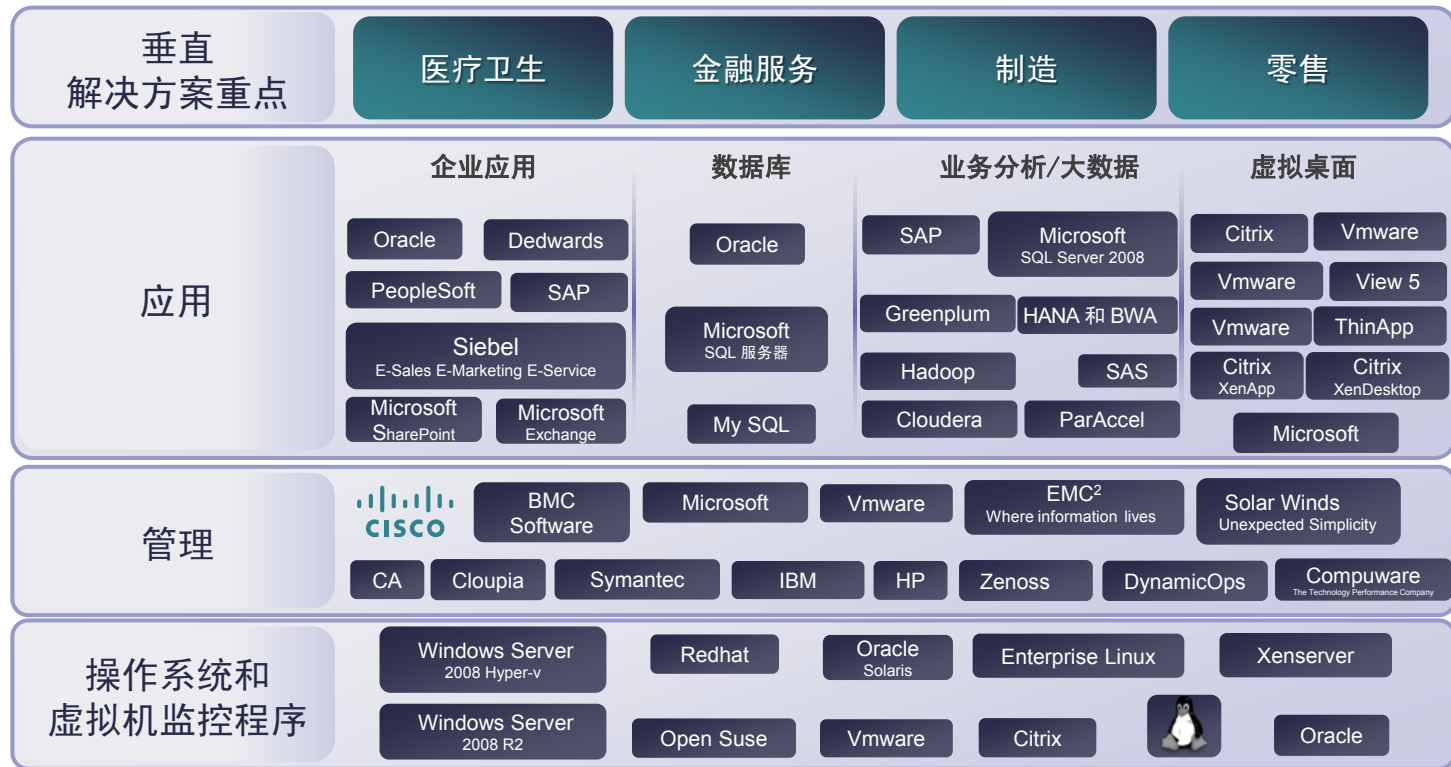 垂直
解决方案重点
医疗卫生
金融服务
制造
零售
应用
企业应用
Oracle
Dedwards
PeopleSoft
SAP
Siebel
E-Sales E-Marketing E-Service
Microsoft
SharePoint
Microsoft
Exchange
数据库
Oracle
Microsoft
SQL 服务器
My SQL
业务分析/大数据
SAP
Microsoft
SQL Server 2008
Greenplum
HANA 和 BWA
Hadoop
SAS
Cloudera
ParAccel
虚拟桌面
Citrix
Vmware
Vmware
View 5
Vmware
ThinApp
Citrix
XenApp
Citrix
XenDesktop
Microsoft
管理
CISCO
BMC
Software
Microsoft
Vmware
EMC²
Where information lives
Solar Winds
Unexpected Simplicity
CA
Cloupia
Symantec
IBM
HP
Zenoss
DynamicOps
Compuware
The Technology Performance Company
操作系统和
虚拟机监控程序
Windows Server
2008 Hyper-v
Redhat
Oracle
Solaris
Enterprise Linux
Xenserver
Windows Server
2008 R2
Open Suse
Vmware
Citrix
Oracle